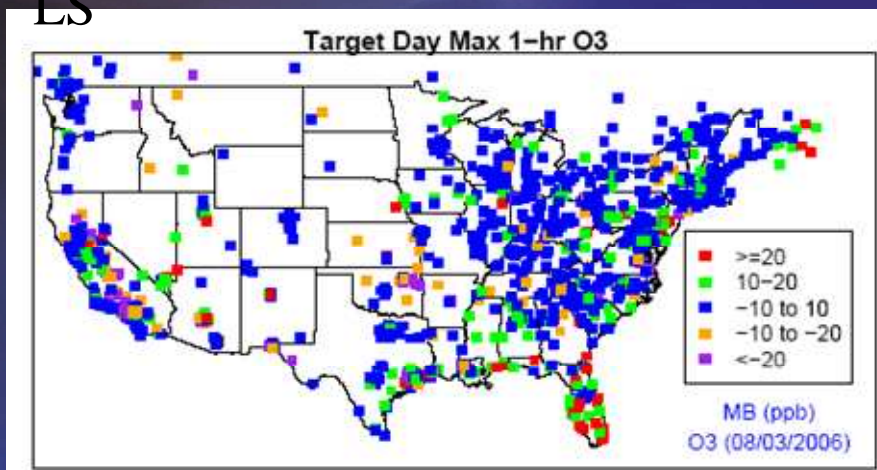 LS
Target Day Max 1-hr O3
>=20
10-20
-10 to 10
-10 to -20
<-20
MB (ppb)
O3 (08/03/2006)